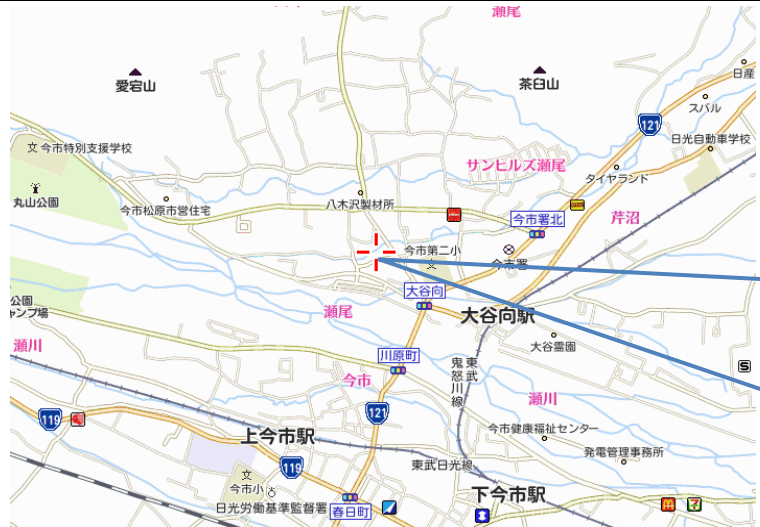 瀬尾
愛宕山
茶臼山
日産
スバル
121
日光自動車学校
今市特別支援学校
サンヒルズ瀬尾
タイヤランド
丸山公園
今市松原市営住宅
八木沢製材所
今市署北
芹沼
今市第二小
今市署
公園
ャンプ場
大谷向
瀬尾
大谷向駅
瀬川
川原町
大谷霊園
東武
鬼怒川線
今市
瀬川
S
119
121
上今市駅
今市健康福祉センター
119
東武日光線
発電管理事務所
今市小
下今市駅
日光労働基準監督署
春日町
7